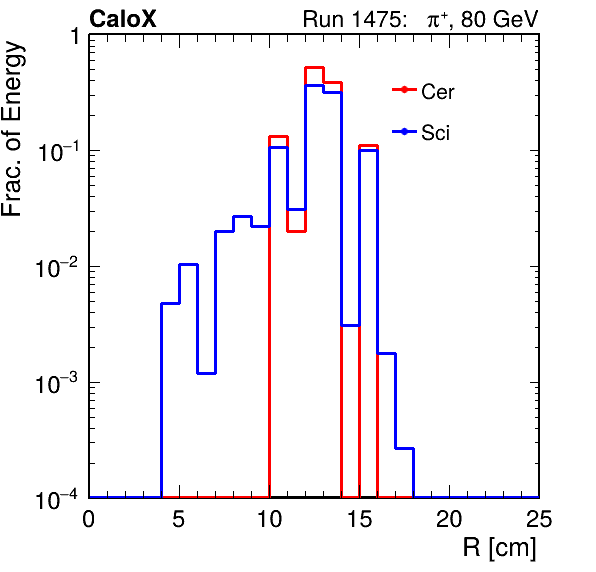 CaloX Run 1475: π⁺, 80 GeV
Frac. of Energy
Cer
Sci
1
10⁻¹
10⁻²
10⁻³
10⁻⁴
0 5 10 15 20 25
R [cm]